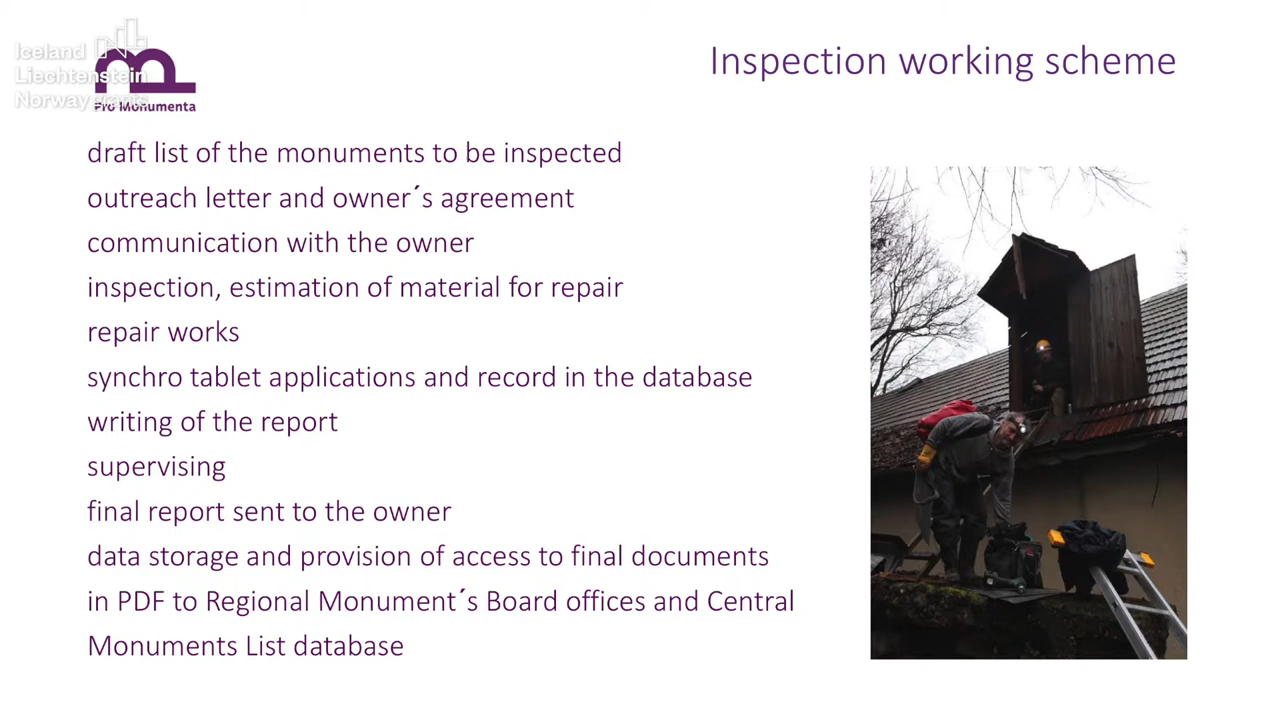 Iceland
Liechtenstein
Norway grants
Pro Monumenta
Inspection working scheme
draft list of the monuments to be inspected
outreach letter and owner´s agreement
communication with the owner
inspection, estimation of material for repair
repair works
synchro tablet applications and record in the database
writing of the report
supervising
final report sent to the owner
data storage and provision of access to final documents
in PDF to Regional Monument´s Board offices and Central
Monuments List database